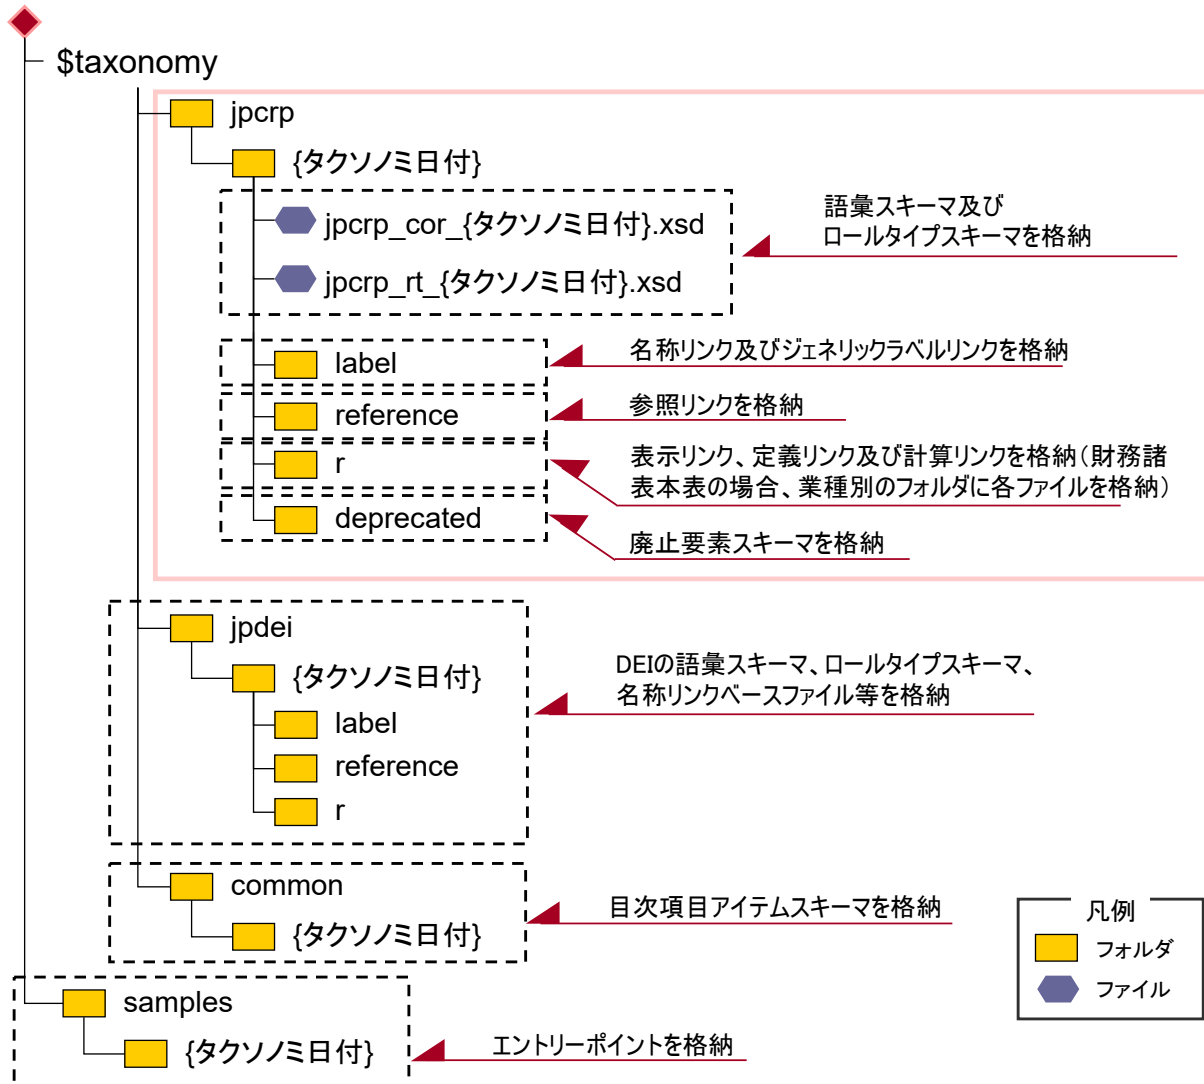 $taxonomy
jpcrp
{タクソノミ日付}
jpcrp_cor_{タクソノミ日付}.xsd
jpcrp_rt_{タクソノミ日付}.xsd
語彙スキーマ及び
ロールタイプスキーマを格納
label
名称リンク及びジェネリックラベルリンクを格納
reference
参照リンクを格納
r
表示リンク、定義リンク及び計算リンクを格納(財務諸
表本表の場合、業種別のフォルダに各ファイルを格納)
deprecated
廃止要素スキーマを格納
jpdei
{タクソノミ日付}
label
reference
r
DEIの語彙スキーマ、ロールタイプスキーマ、
名称リンクベースファイル等を格納
common
{タクソノミ日付}
目次項目アイテムスキーマを格納
samples
{タクソノミ日付}
エントリーポイントを格納
凡例
フォルダ
ファイル